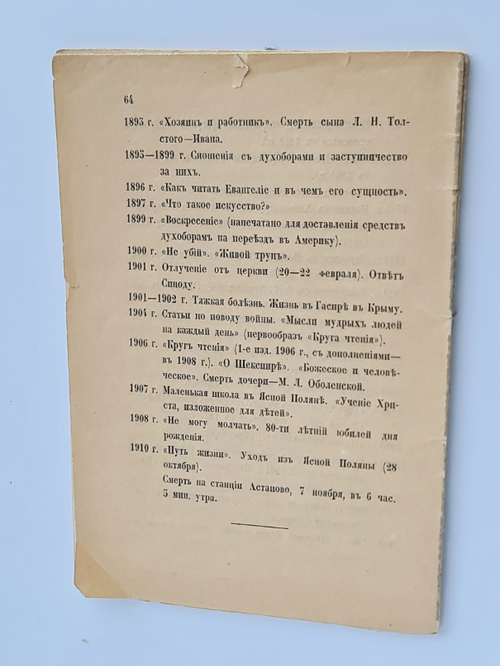 64
1895 г. «Хозяинъ и работникъ». Смерть сына Л. Н. Тол-
стого—Ивана.
1895—1899 г. Сношенія съ духоборами и заступничество
за нихъ.
1896 г. «Какъ читать Евангеліе и въ чемъ его сущность».
1897 г. «Что такое искусство?»
1899 г. «Воскресеніе» (напечатано для доставленія средствъ
духоборамъ на переѣздъ въ Америку).
1900 г. «Не убій». «Живой трупъ».
1901 г. Отлученіе отъ церкви (20—22 февраля). Отвѣтъ
Синоду.
1901—1902 г. Тяжкая болѣзнь. Жизнь въ Гаспрѣ въ Крыму.
1904 г. Статьи по поводу войны. «Мысли мудрыхъ людей
на каждый день» (первообразъ «Круга чтенія»).
1906 г. «Кругъ чтенія» (1-е изд. 1906 г., съ дополненіями—
въ 1908 г.). «О Шекспирѣ». «Божеское и человѣ-
ческое». Смерть дочери—М. Л. Оболенской.
1907 г. Маленькая школа въ Ясной Полянѣ. «Ученіе Хри-
ста, изложенное для дѣтей».
1908 г. «Не могу молчать». 80-ти лѣтній юбилей дня
рожденія.
1910 г. «Путь жизни». Уходъ изъ Ясной Поляны (28
октября).
Смерть на станціи Астапово, 7 ноября, въ 6 час.
5 мин. утра.